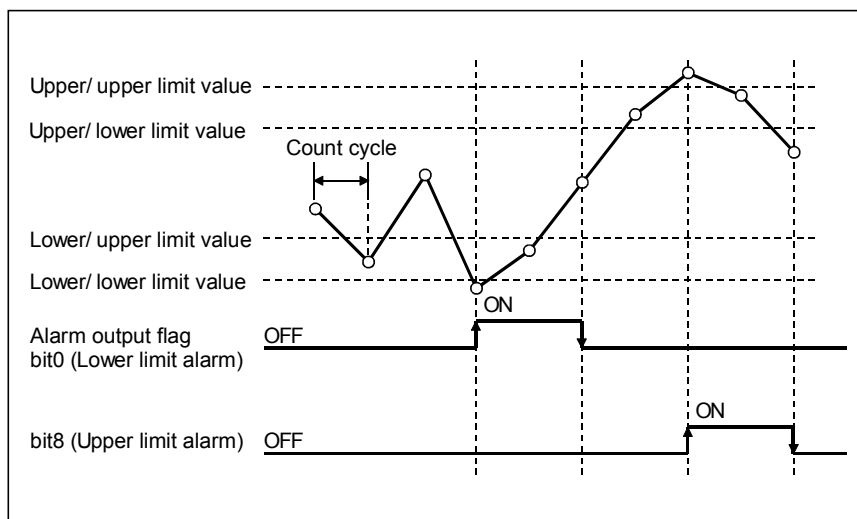 Upper/ upper limit value
Upper/ lower limit value
Count cycle
Lower/ upper limit value
Lower/ lower limit value
ON
Alarm output flag
bit0 (Lower limit alarm)
OFF
ON
bit8 (Upper limit alarm)
OFF